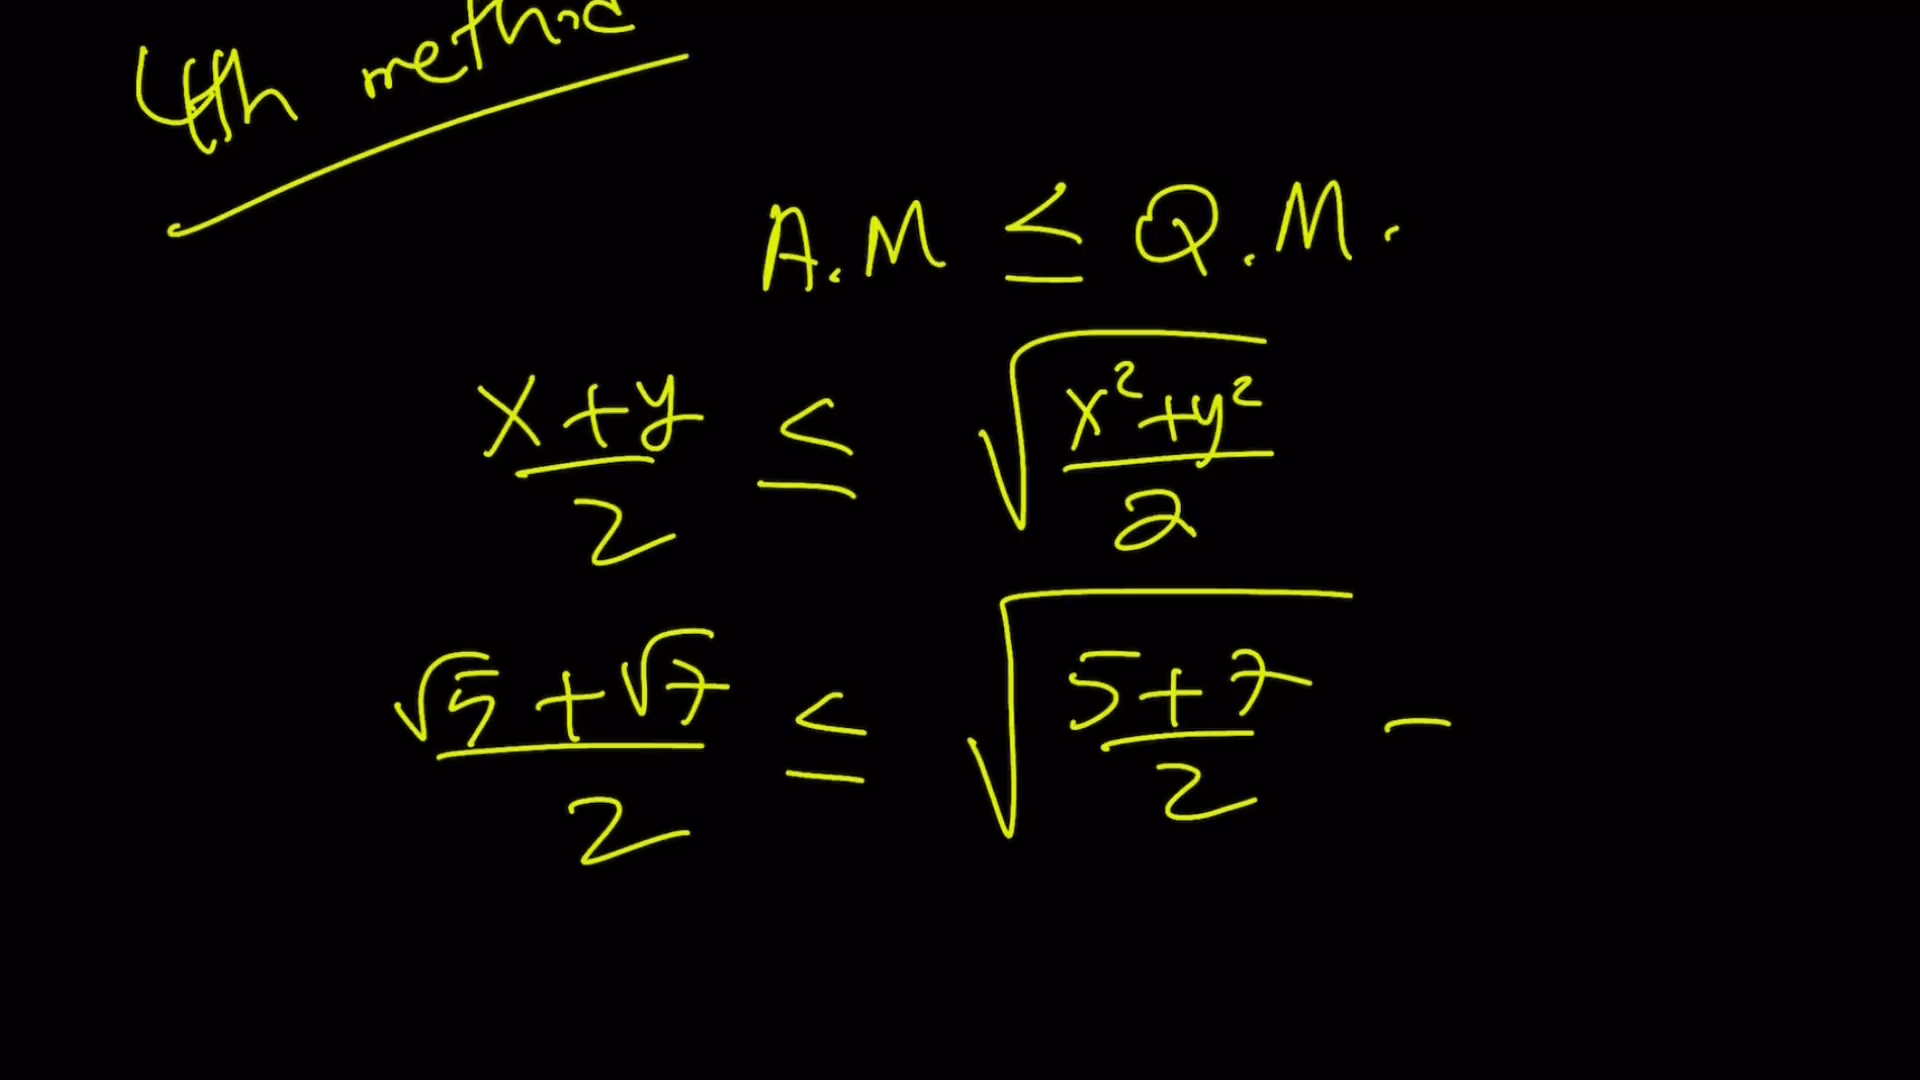 4th method
A.M ≤ Q.M.
x+y/2 ≤ √(x²+y²/2)
√5+√7/2 ≤ √(5+7/2) –